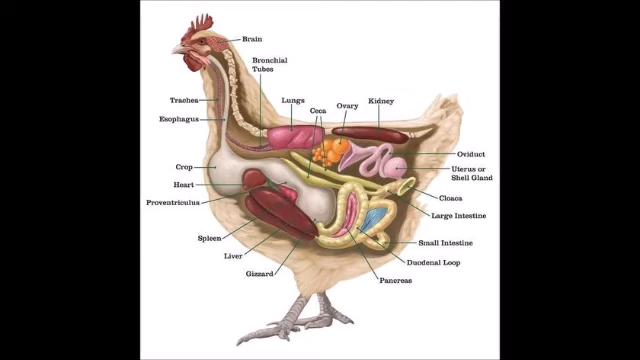 Brain
Bronchial
Tubes
Lungs
Ceca
Ovary
Kidney
Trachea
Esophagus
Crop
Heart
Proventriculus
Spleen
Liver
Gizzard
Oviduct
Uterus or
Shell Gland
Cloaca
Large Intestine
Small Intestine
Duodenal Loop
Pancreas